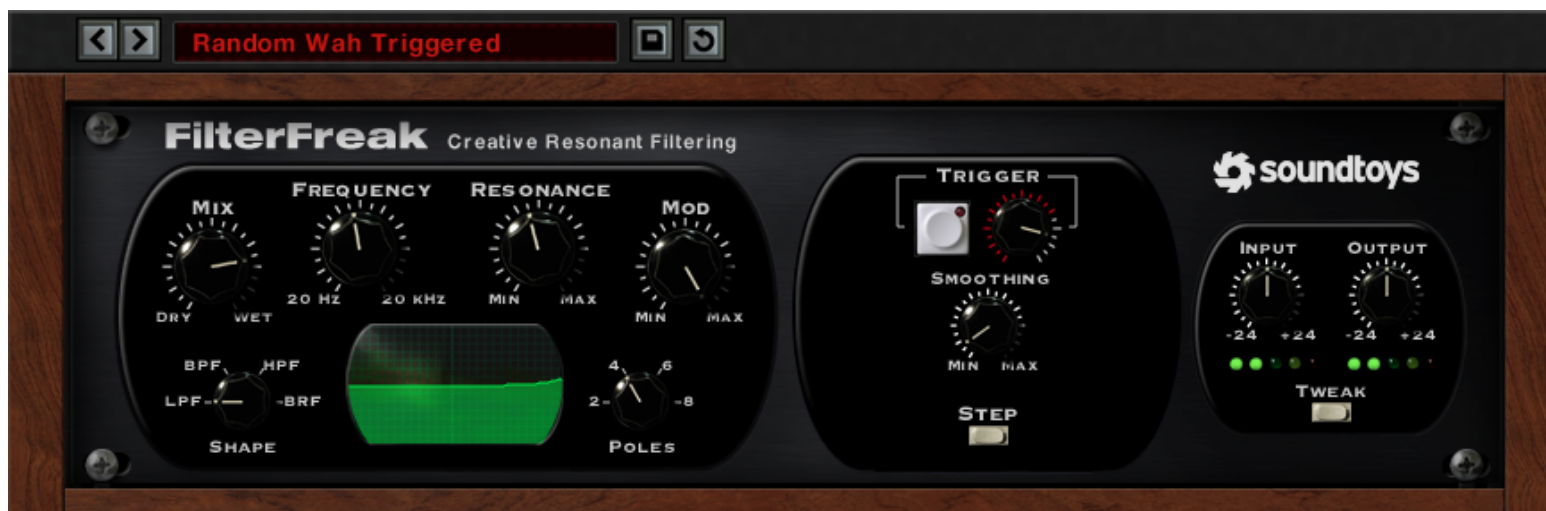 Random Wah Triggered
FilterFreak Creative Resonant Filtering
soundtoys
MIX
DRY WET
FREQUENCY
20 HZ 20 KHZ
RESONANCE
MIN MAX
MOD
MIN MAX
BPF HPF
LPF BRF
SHAPE
4 6
2 8
POLES
TRIGGER
SMOOTHING
MIN MAX
STEP
INPUT OUTPUT
-24 +24 -24 +24
TWEAK